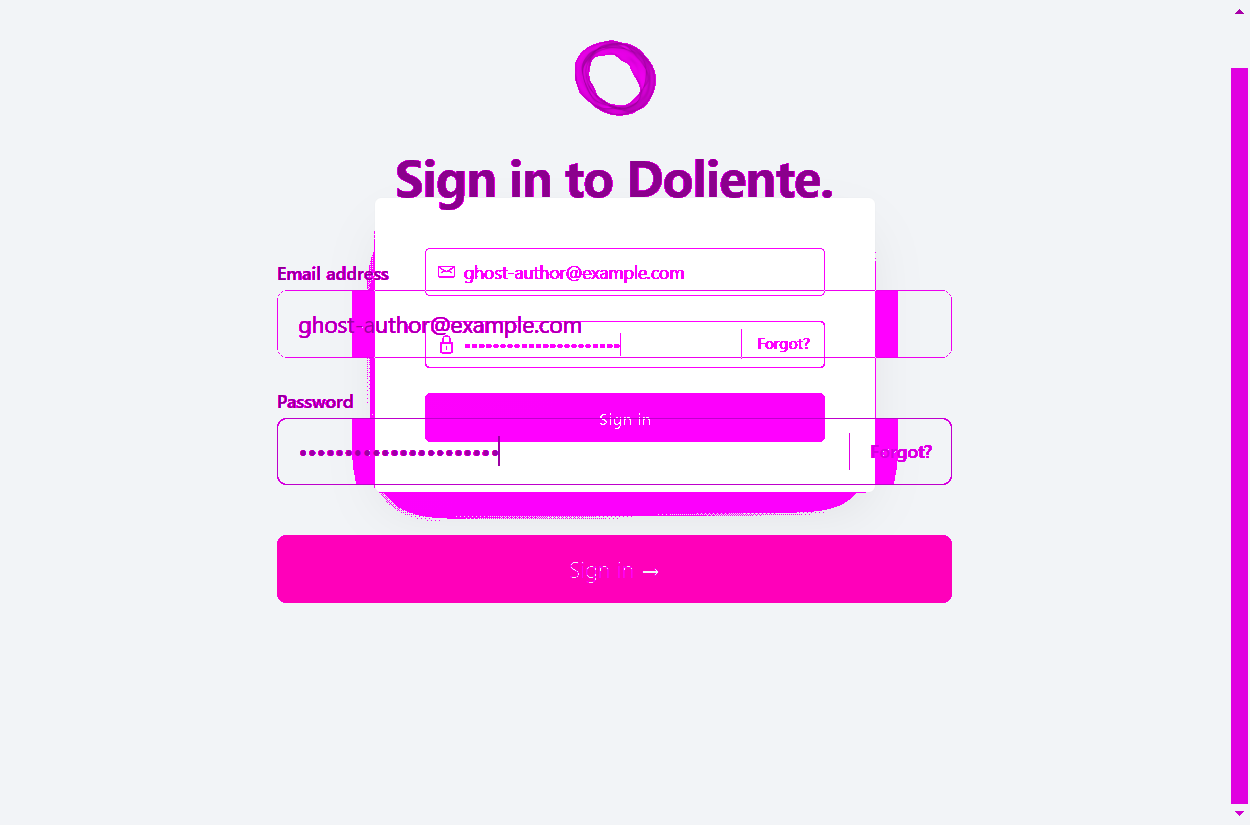 Sign in to Doliente.
Email address
ghost-author@example.com
ghost-author@example.com
Forgot?
Sign in
Password
Forgot?
Sign in →